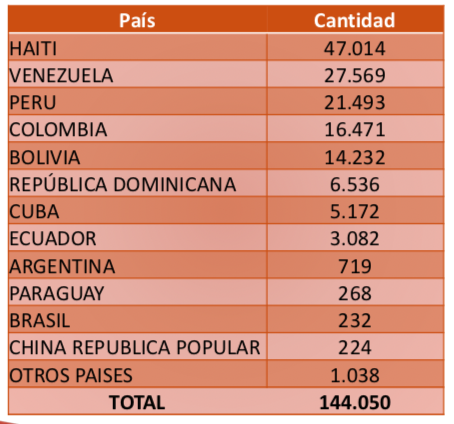 País Cantidad
HAITI 47.014
VENEZUELA 27.569
PERU 21.493
COLOMBIA 16.471
BOLIVIA 14.232
REPÚBLICA DOMINICANA 6.536
CUBA 5.172
ECUADOR 3.082
ARGENTINA 719
PARAGUAY 268
BRASIL 232
CHINA REPUBLICA POPULAR 224
OTROS PAISES 1.038
TOTAL 144.050